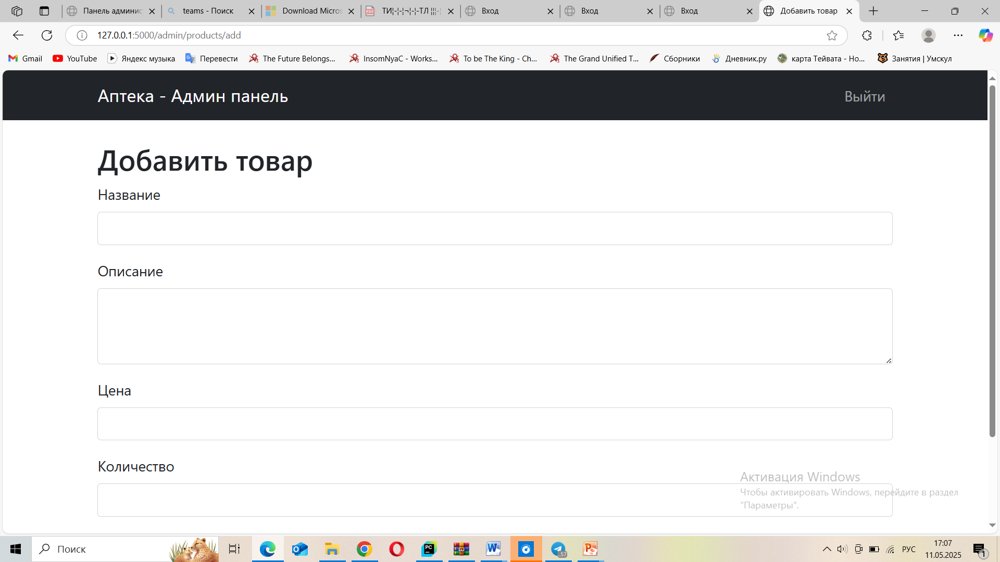 Панель админис
teams - Поиск
Download Micros
Вход
Вход
Вход
Добавить товар
127.0.0.1:5000/admin/products/add
Gmail
YouTube
Яндекс музыка
Перевести
The Future Belongs...
InsomNyaC - Works...
To be The King - Ch...
The Grand Unified T...
Сборники
Дневник.ру
карта Тейвата - Но...
Занятия | Умскул
Аптека - Админ панель
Выйти
Добавить товар
Название
Описание
Цена
Количество
Активация Windows
Чтобы активировать Windows, перейдите в раздел
"Параметры".
Поиск
РУС
17:07
11.05.2025
1